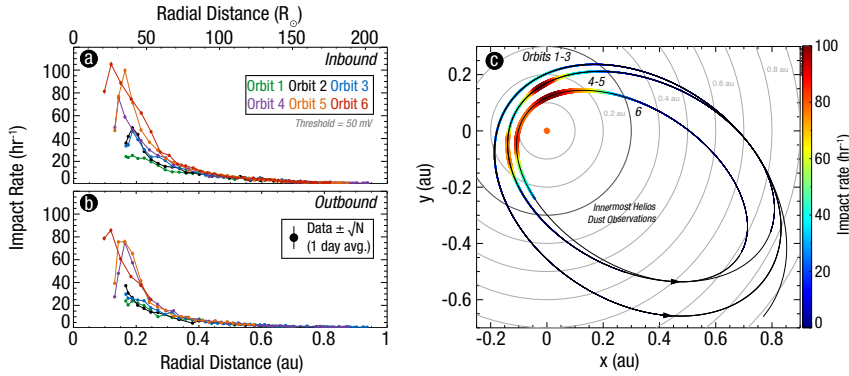 Radial Distance (R☉)
0 50 100 150 200
a Inbound
Orbit 1 Orbit 2 Orbit 3
Orbit 4 Orbit 5 Orbit 6
Threshold = 50 mV
100
80
60
40
20
b Outbound
Data ± √N
(1 day avg.)
100
80
60
40
20
0
0 0.2 0.4 0.6 0.8 1
Impact Rate (hr⁻¹)
Radial Distance (au)
c Orbits 1-3
4-5
6
0.2 au
0.4 au
0.6 au
0.8 au
Innermost Helios
Dust Observations
0.2
0
-0.2
-0.4
-0.6
y (au)
-0.2 0 0.2 0.4 0.6 0.8
x (au)
100
80
60
40
20
0
Impact rate (hr⁻¹)